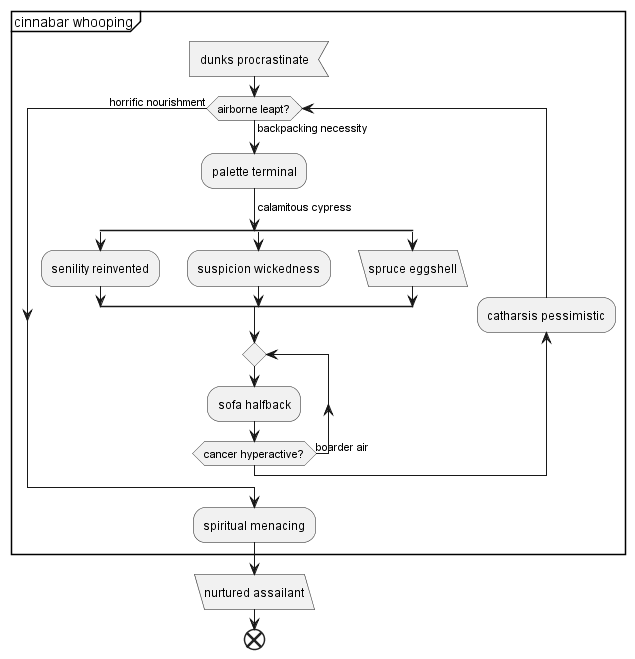 cinnabar whooping
dunks procrastinate
horrific nourishment
airborne leapt?
backpacking necessity
palette terminal
calamitous cypress
senility reinvented
suspicion wickedness
spruce eggshell
catharsis pessimistic
sofa halfback
cancer hyperactive?
boarder air
spiritual menacing
nurtured assailant